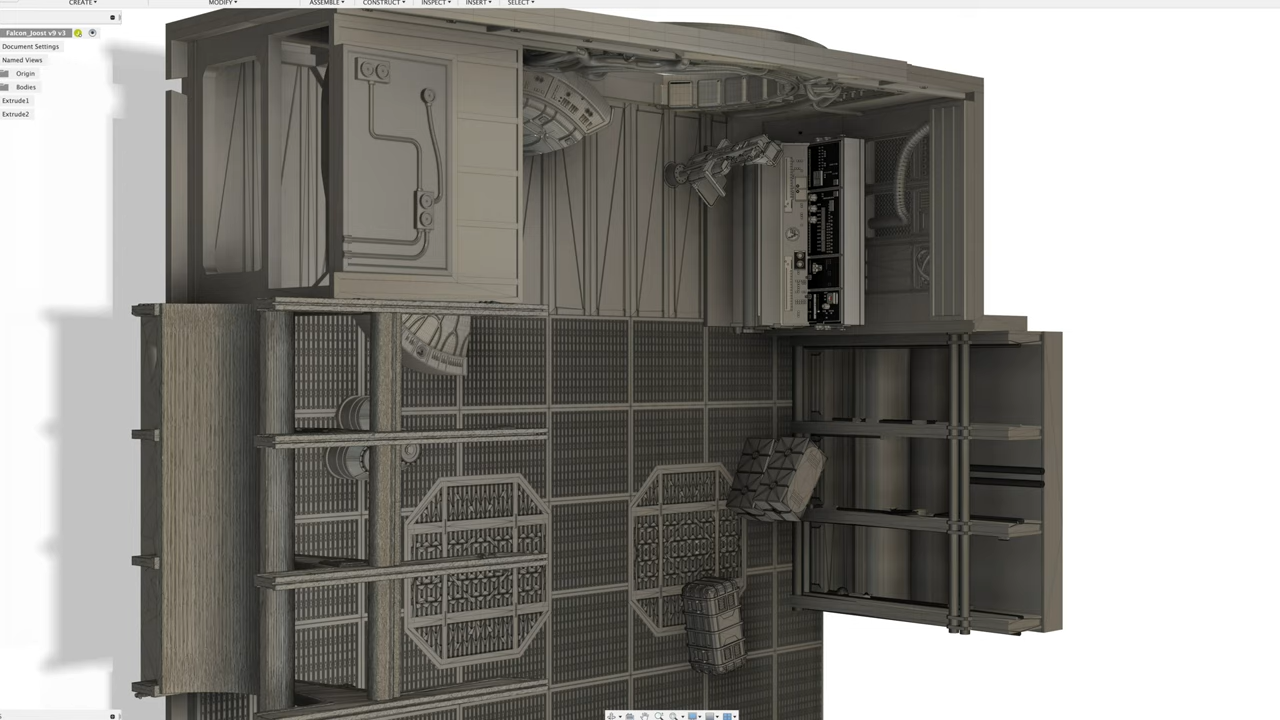 CREATE▾ MODIFY▾ ASSEMBLE▾ CONSTRUCT▾ INSPECT▾ INSERT▾ SELECT▾
Falcon_Joost v9 v3
Document Settings
Named Views
Origin
Bodies
Extrude1
Extrude2